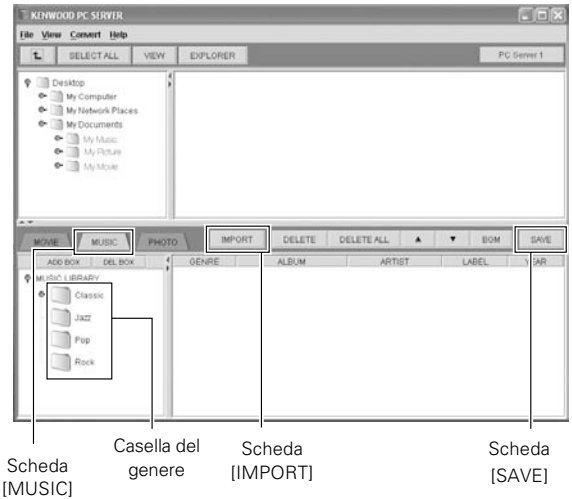 KENWOOD PC SERVER
File View Convert Help
SELECT ALL VIEW EXPLORER PC Server 1
Desktop
My Computer
My Network Places
My Documents
My Music
My Picture
My Movie
MOVIE MUSIC PHOTO IMPORT DELETE DELETE ALL ▲ ▼ BGM SAVE
ADD BOX DEL BOX GENRE ALBUM ARTIST LABEL YEAR
MUSIC LIBRARY
Classic
Jazz
Pop
Rock
Scheda
[MUSIC]
Casella del
genere
Scheda
[IMPORT]
Scheda
[SAVE]